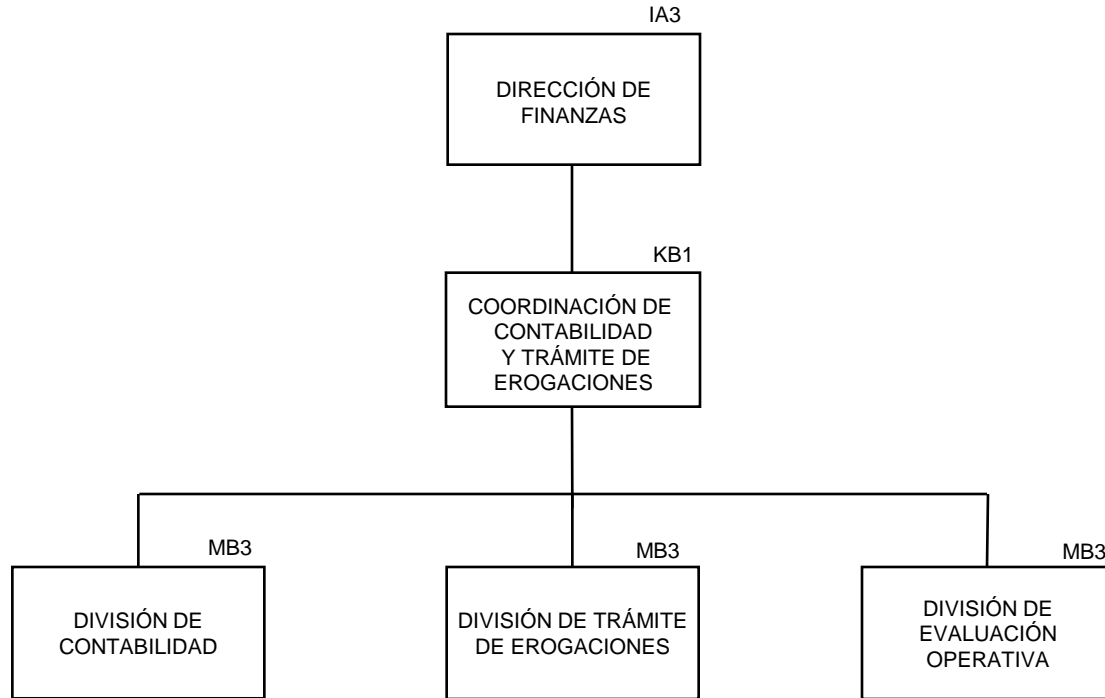 IA3
DIRECCIÓN DE
FINANZAS
KB1
COORDINACIÓN DE
CONTABILIDAD
Y TRÁMITE DE
EROGACIONES
MB3
DIVISIÓN DE
CONTABILIDAD
MB3
DIVISIÓN DE TRÁMITE
DE EROGACIONES
MB3
DIVISIÓN DE
EVALUACIÓN
OPERATIVA